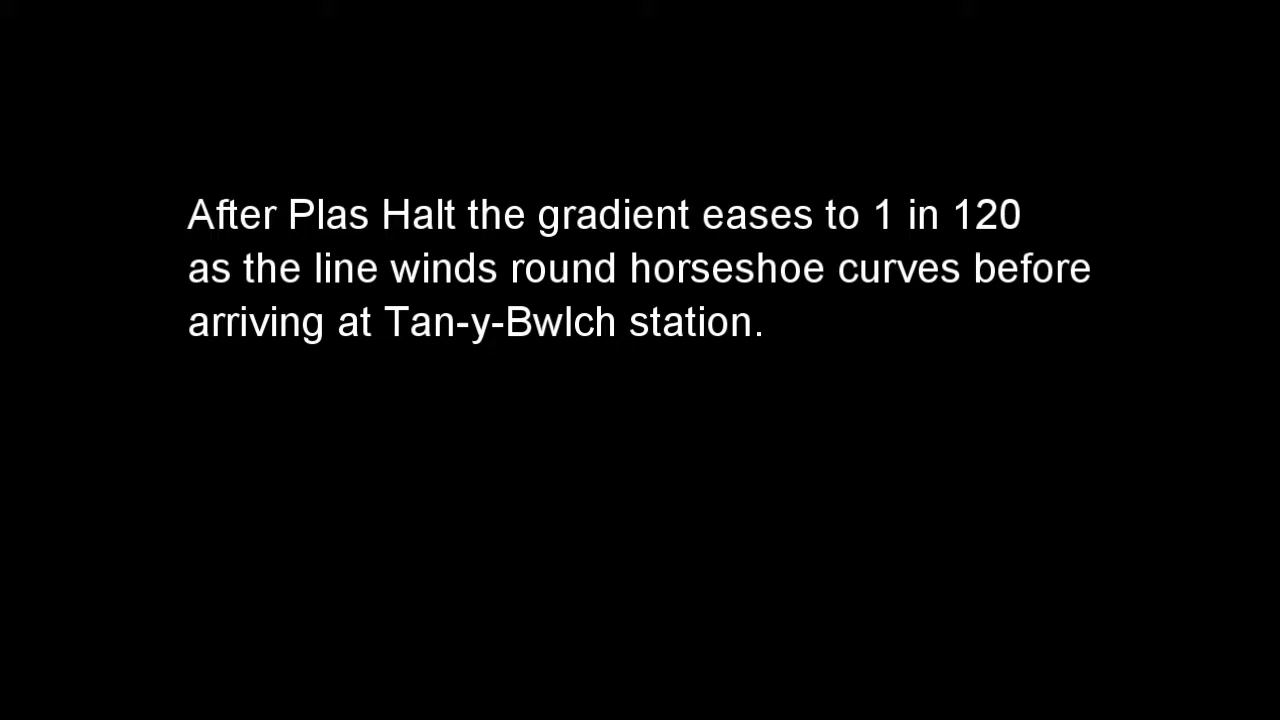 After Plas Halt the gradient eases to 1 in 120
as the line winds round horseshoe curves before
arriving at Tan-y-Bwlch station.